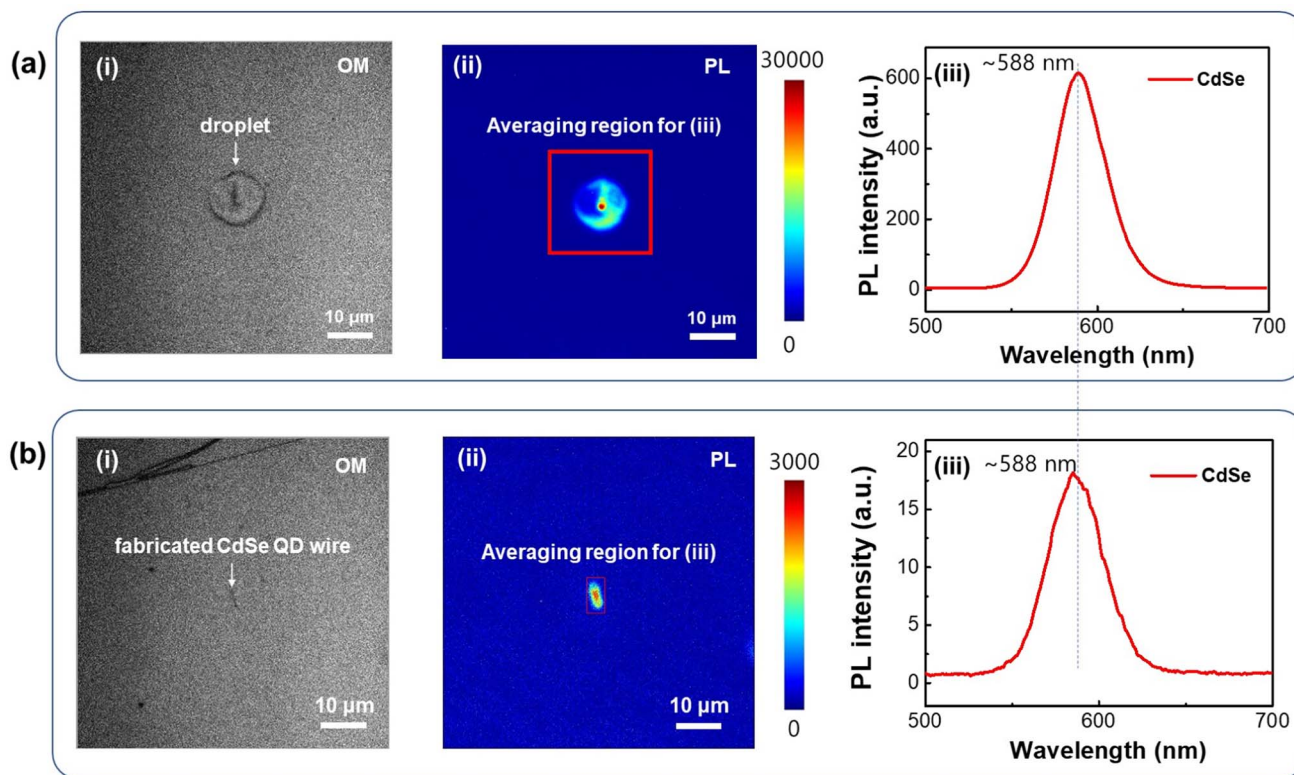 (a)
(i)
OM
droplet
10 µm
(ii)
PL
Averaging region for (iii)
10 µm
30000
0
(iii)
~588 nm
CdSe
PL intensity (a.u.)
600
400
200
0
500
600
700
Wavelength (nm)
(b)
(i)
OM
fabricated CdSe QD wire
10 µm
(ii)
PL
Averaging region for (iii)
10 µm
3000
0
(iii)
~588 nm
CdSe
PL intensity (a.u.)
20
15
10
5
0
500
600
700
Wavelength (nm)